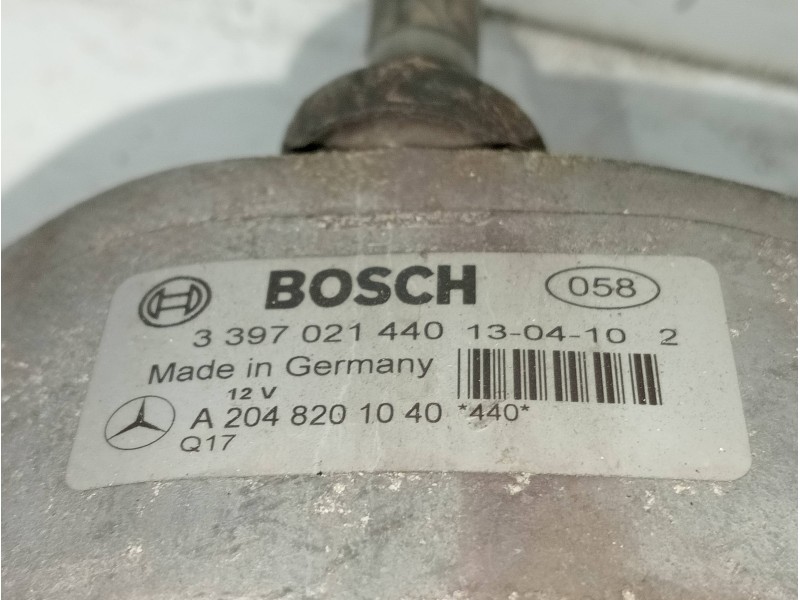 BOSCH 058
3 397 021 440 13-04-10 2
Made in Germany
12 V
A 204 820 10 40 *440*
Q17